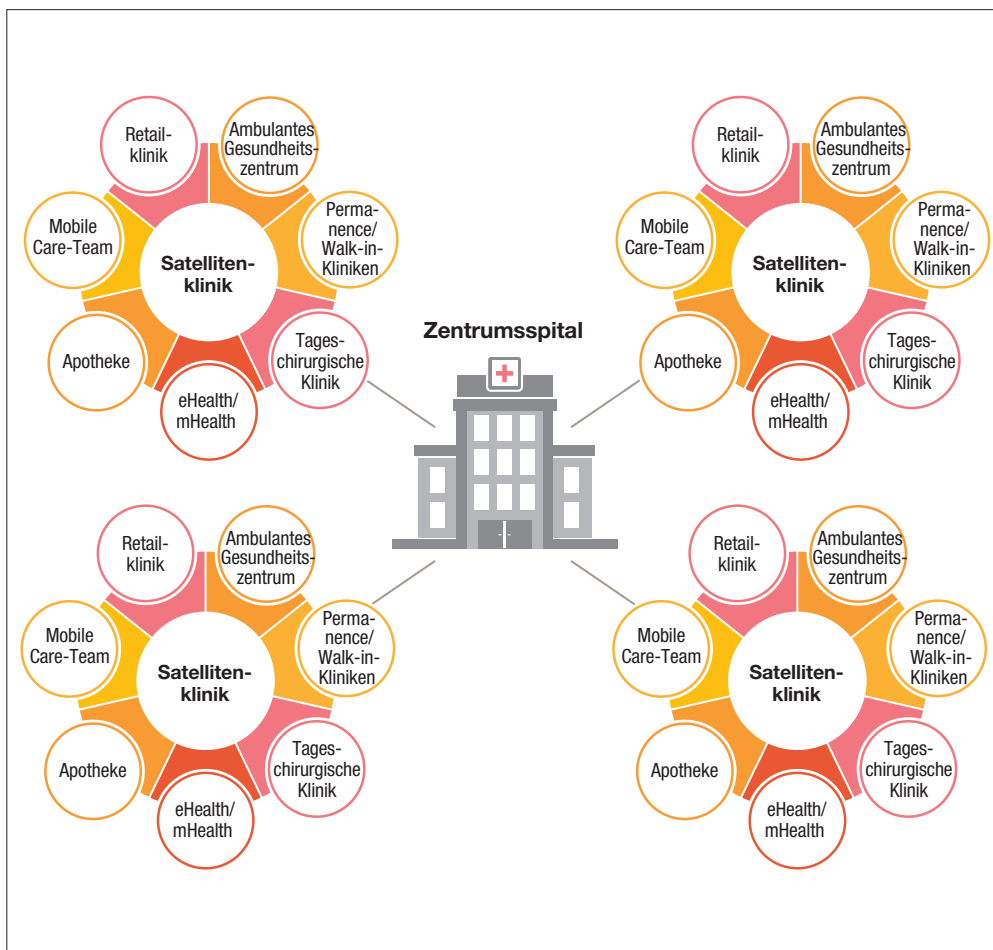 Retail-
klinik
Ambulantes
Gesundheits-
zentrum
Mobile
Care-Team
Perma-
nence/
Walk-in-
Kliniken
Satelliten-
klinik
Apotheke
Tages-
chirurgische
Klinik
eHealth/
mHealth
Retail-
klinik
Ambulantes
Gesundheits-
zentrum
Mobile
Care-Team
Perma-
nence/
Walk-in-
Kliniken
Satelliten-
klinik
Apotheke
Tages-
chirurgische
Klinik
eHealth/
mHealth
Zentrumsspital
Retail-
klinik
Ambulantes
Gesundheits-
zentrum
Mobile
Care-Team
Perma-
nence/
Walk-in-
Kliniken
Satelliten-
klinik
Apotheke
Tages-
chirurgische
Klinik
eHealth/
mHealth
Retail-
klinik
Ambulantes
Gesundheits-
zentrum
Mobile
Care-Team
Perma-
nence/
Walk-in-
Kliniken
Satelliten-
klinik
Apotheke
Tages-
chirurgische
Klinik
eHealth/
mHealth